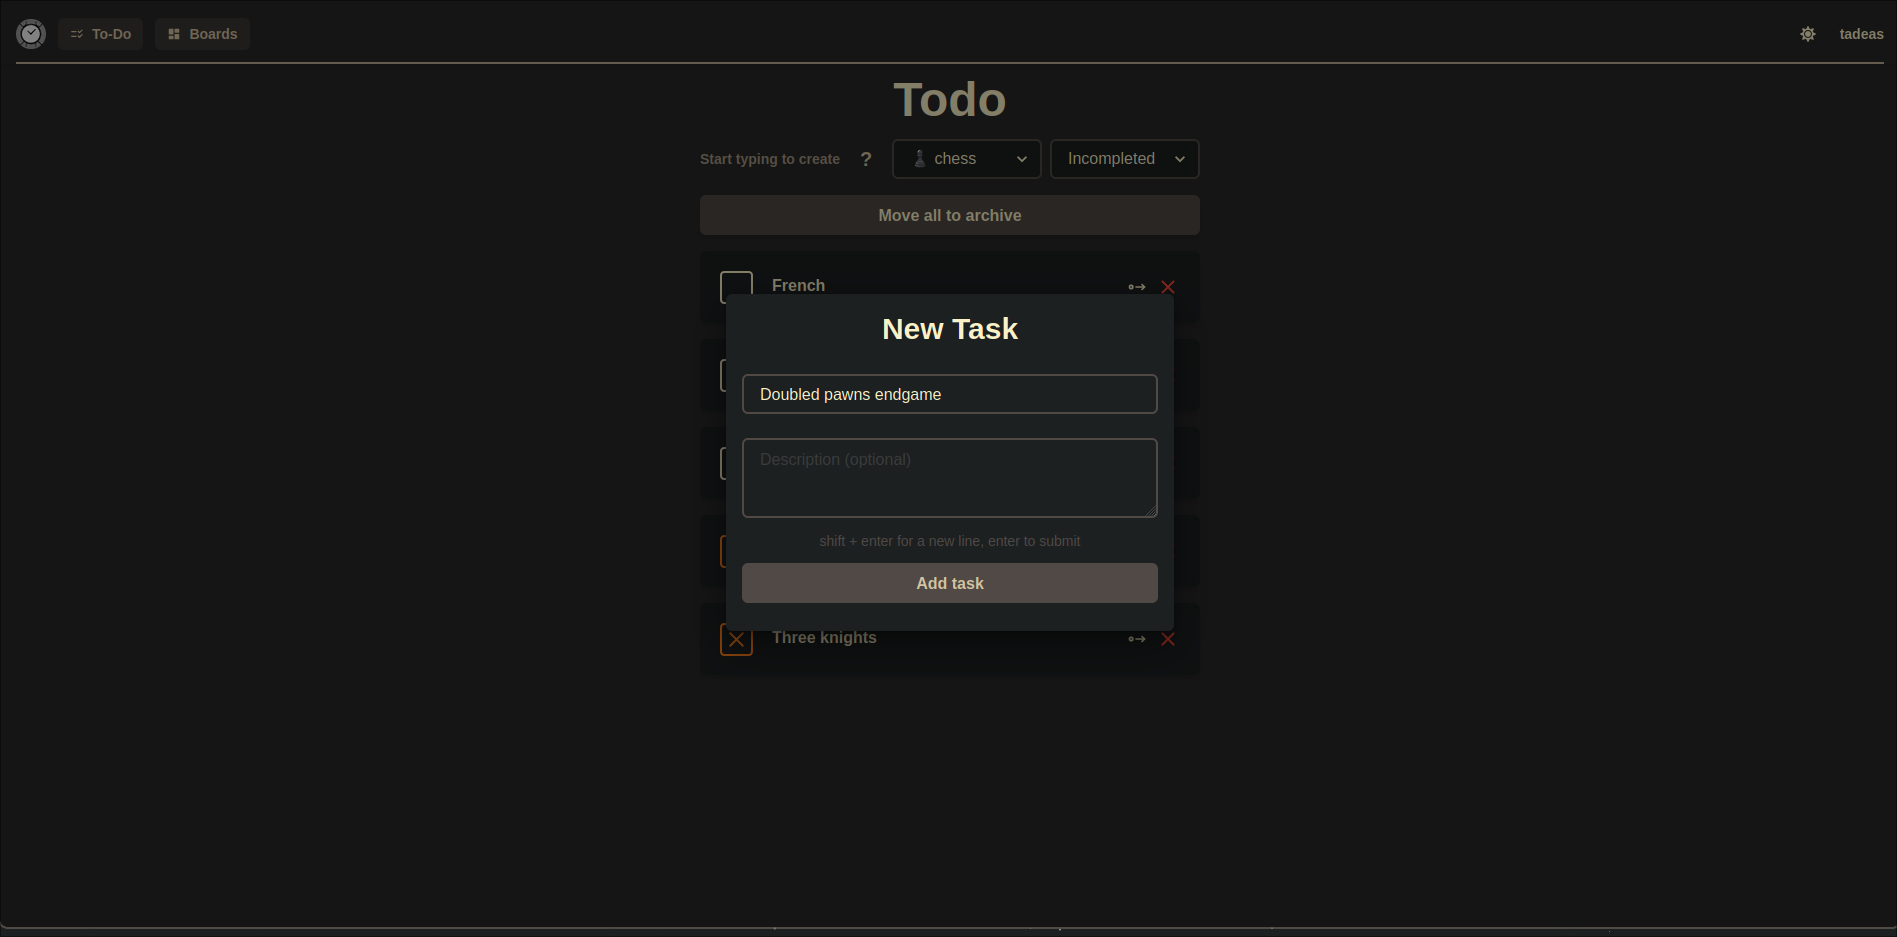 To-Do Boards tadeas
Todo
Start typing to create ? chess Incompleted
Move all to archive
French
New Task
Doubled pawns endgame
Description (optional)
shift + enter for a new line, enter to submit
Add task
Three knights